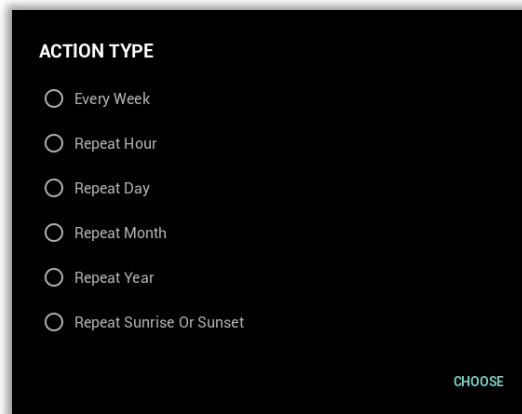 ACTION TYPE
Every Week
Repeat Hour
Repeat Day
Repeat Month
Repeat Year
Repeat Sunrise Or Sunset
CHOOSE